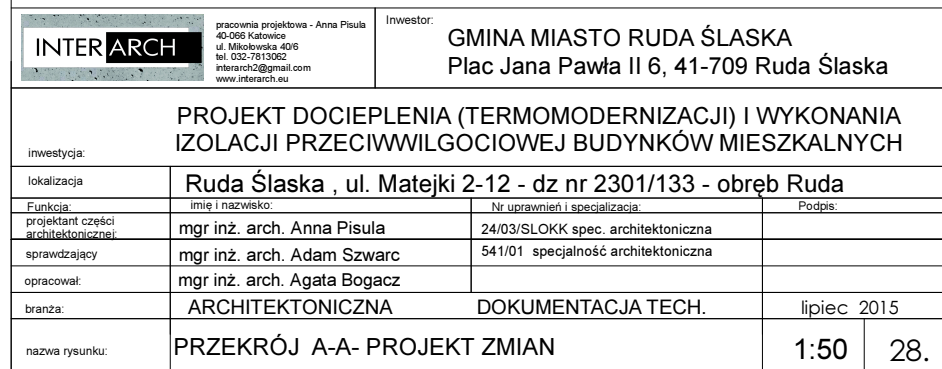 INTER ARCH
pracownia projektowa - Anna Pisula
40-066 Katowice
ul. Mikołowska 40/6
tel. 032-7813062
interarch2@gmail.com
www.interarch.eu
Inwestor:
GMINA MIASTO RUDA ŚLASKA
Plac Jana Pawła II 6, 41-709 Ruda Ślaska
inwestycja:
PROJEKT DOCIEPLENIA (TERMOMODERNIZACJI) I WYKONANIA
IZOLACJI PRZECIWWILGOCIOWEJ BUDYNKÓW MIESZKALNYCH
lokalizacja
Ruda Ślaska , ul. Matejki 2-12 - dz nr 2301/133 - obręb Ruda
Funkcja: imię i nazwisko: Nr uprawnień i specjalizacja: Podpis:
projektant części
architektonicznej:
mgr inż. arch. Anna Pisula 24/03/SLOKK spec. architektoniczna
sprawdzający mgr inż. arch. Adam Szwarc 541/01 specjalność architektoniczna
opracował: mgr inż. arch. Agata Bogacz
branża: ARCHITEKTONICZNA DOKUMENTACJA TECH. lipiec 2015
nazwa rysunku: PRZEKRÓJ A-A- PROJEKT ZMIAN 1:50 28.